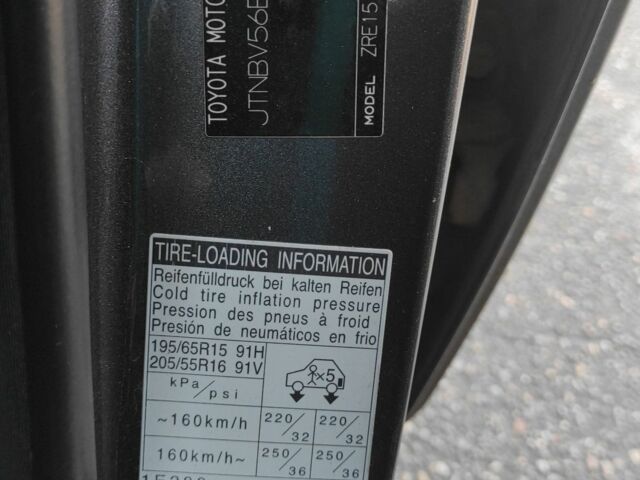 TOYOTA MOTO
JTNBV56E
MODEL ZRE15
TIRE-LOADING INFORMATION
Reifenfülldruck bei kalten Reifen
Cold tire inflation pressure
Pression des pneus à froid
Presión de neumáticos en frio
195/65R15 91H
205/55R16 91V
×5
kPa/psi
~160km/h 220/32 220/32
160km/h~ 250/36 250/36